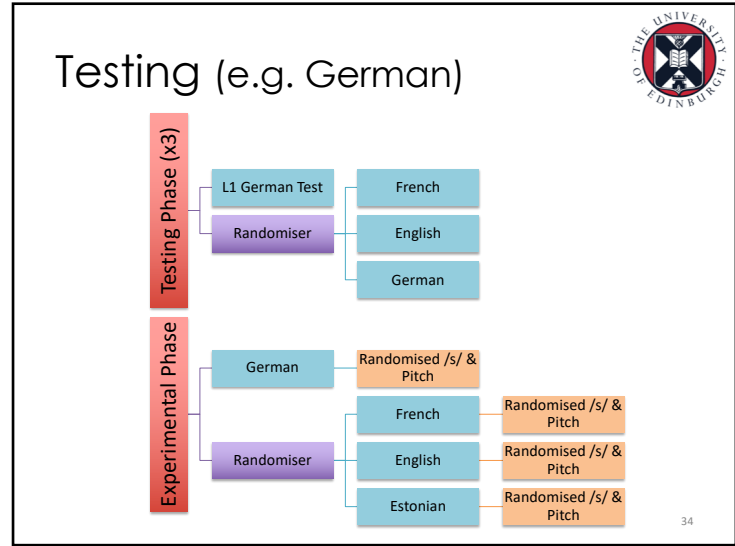 Testing (e.g. German)
THE UNIVERSITY OF EDINBURGH
Testing Phase (x3)
L1 German Test
French
Randomiser
English
German
Experimental Phase
German
Randomised /s/ &
Pitch
French
Randomised /s/ &
Pitch
Randomiser
English
Randomised /s/ &
Pitch
Estonian
Randomised /s/ &
Pitch
34